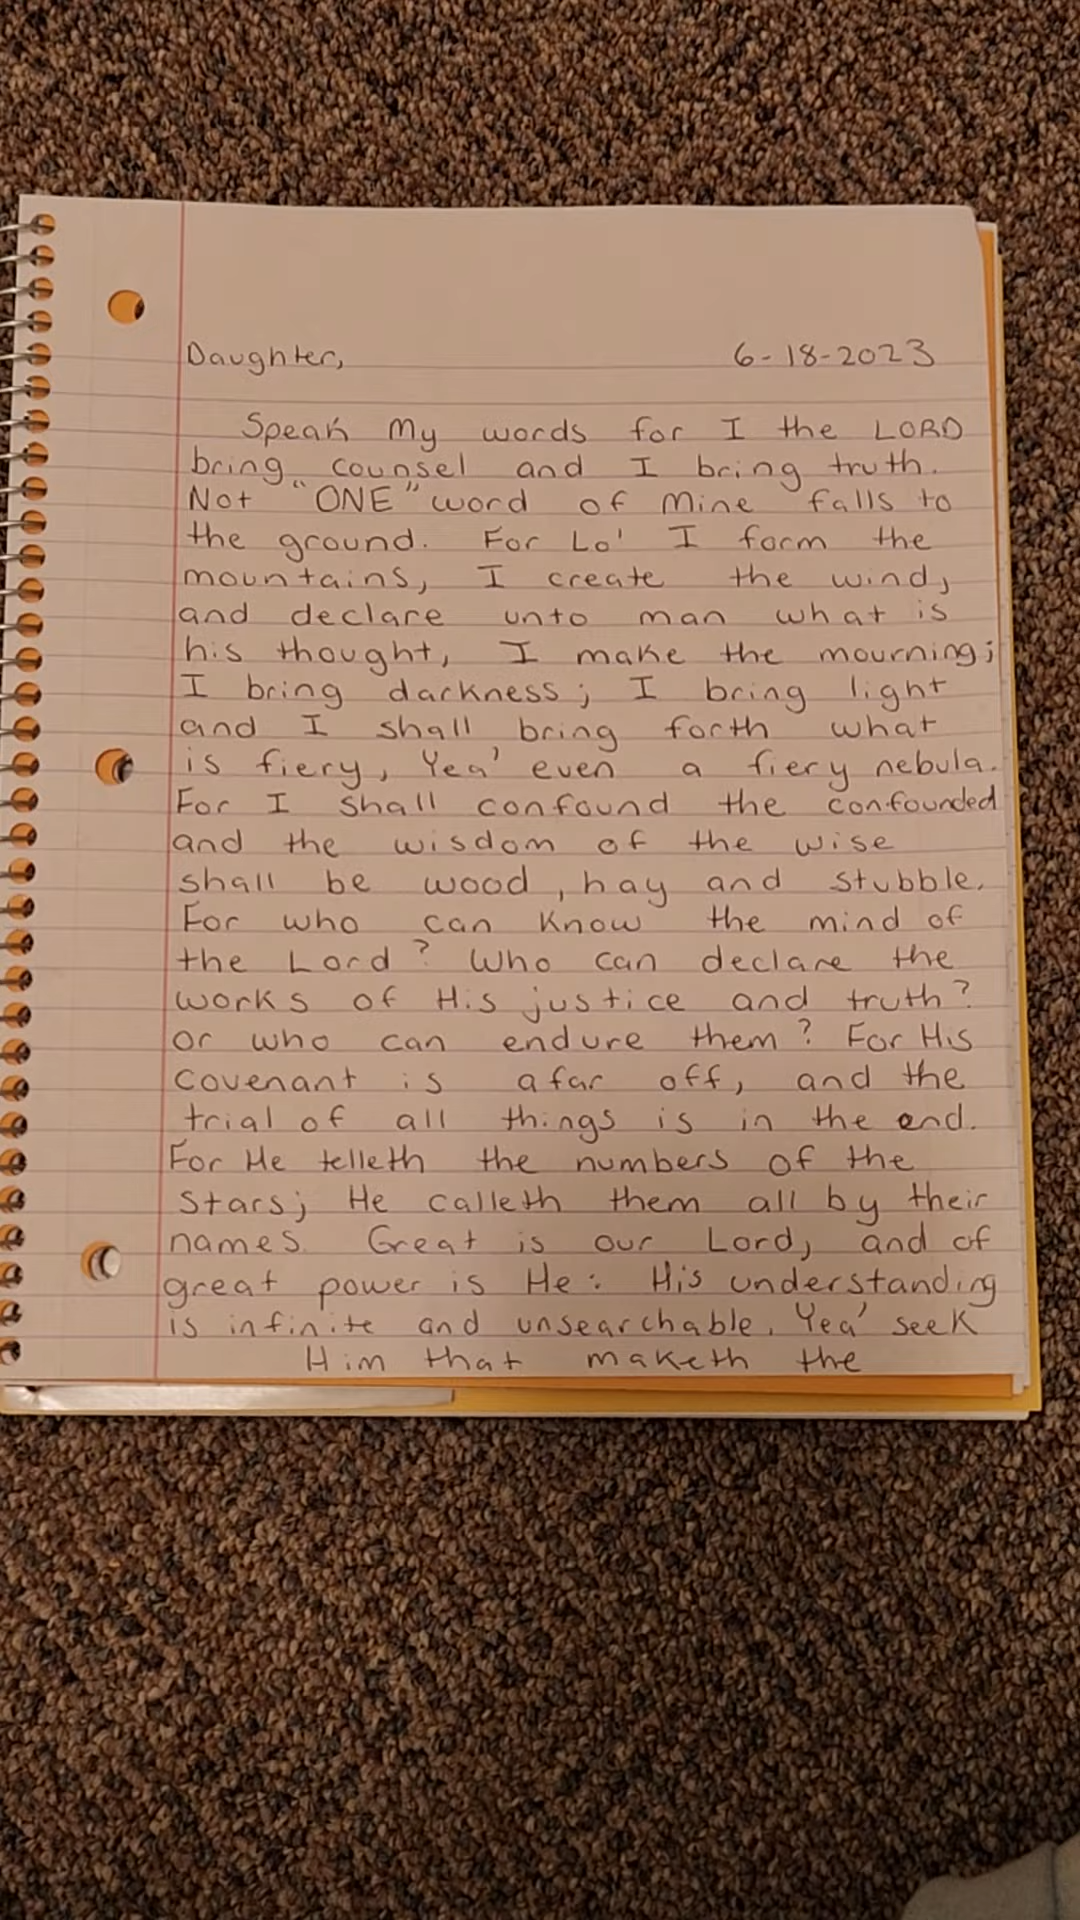 Daughter, 6-18-2023
Speak My words for I the LORD
bring counsel and I bring truth.
Not "ONE" word of Mine falls to
the ground. For Lo' I form the
mountains, I create the wind,
and declare unto man what is
his thought, I make the mourning;
I bring darkness; I bring light
and I shall bring forth what
is fiery, Yea' even a fiery nebula.
For I shall confound the confounded
and the wisdom of the wise
shall be wood, hay and stubble.
For who can know the mind of
the Lord? Who can declare the
works of His justice and truth?
or who can endure them? For His
covenant is afar off, and the
trial of all things is in the end.
For He telleth the numbers of the
stars; He calleth them all by their
names. Great is our Lord, and of
great power is He: His understanding
is infinite and unsearchable. Yea' seek
Him that maketh the